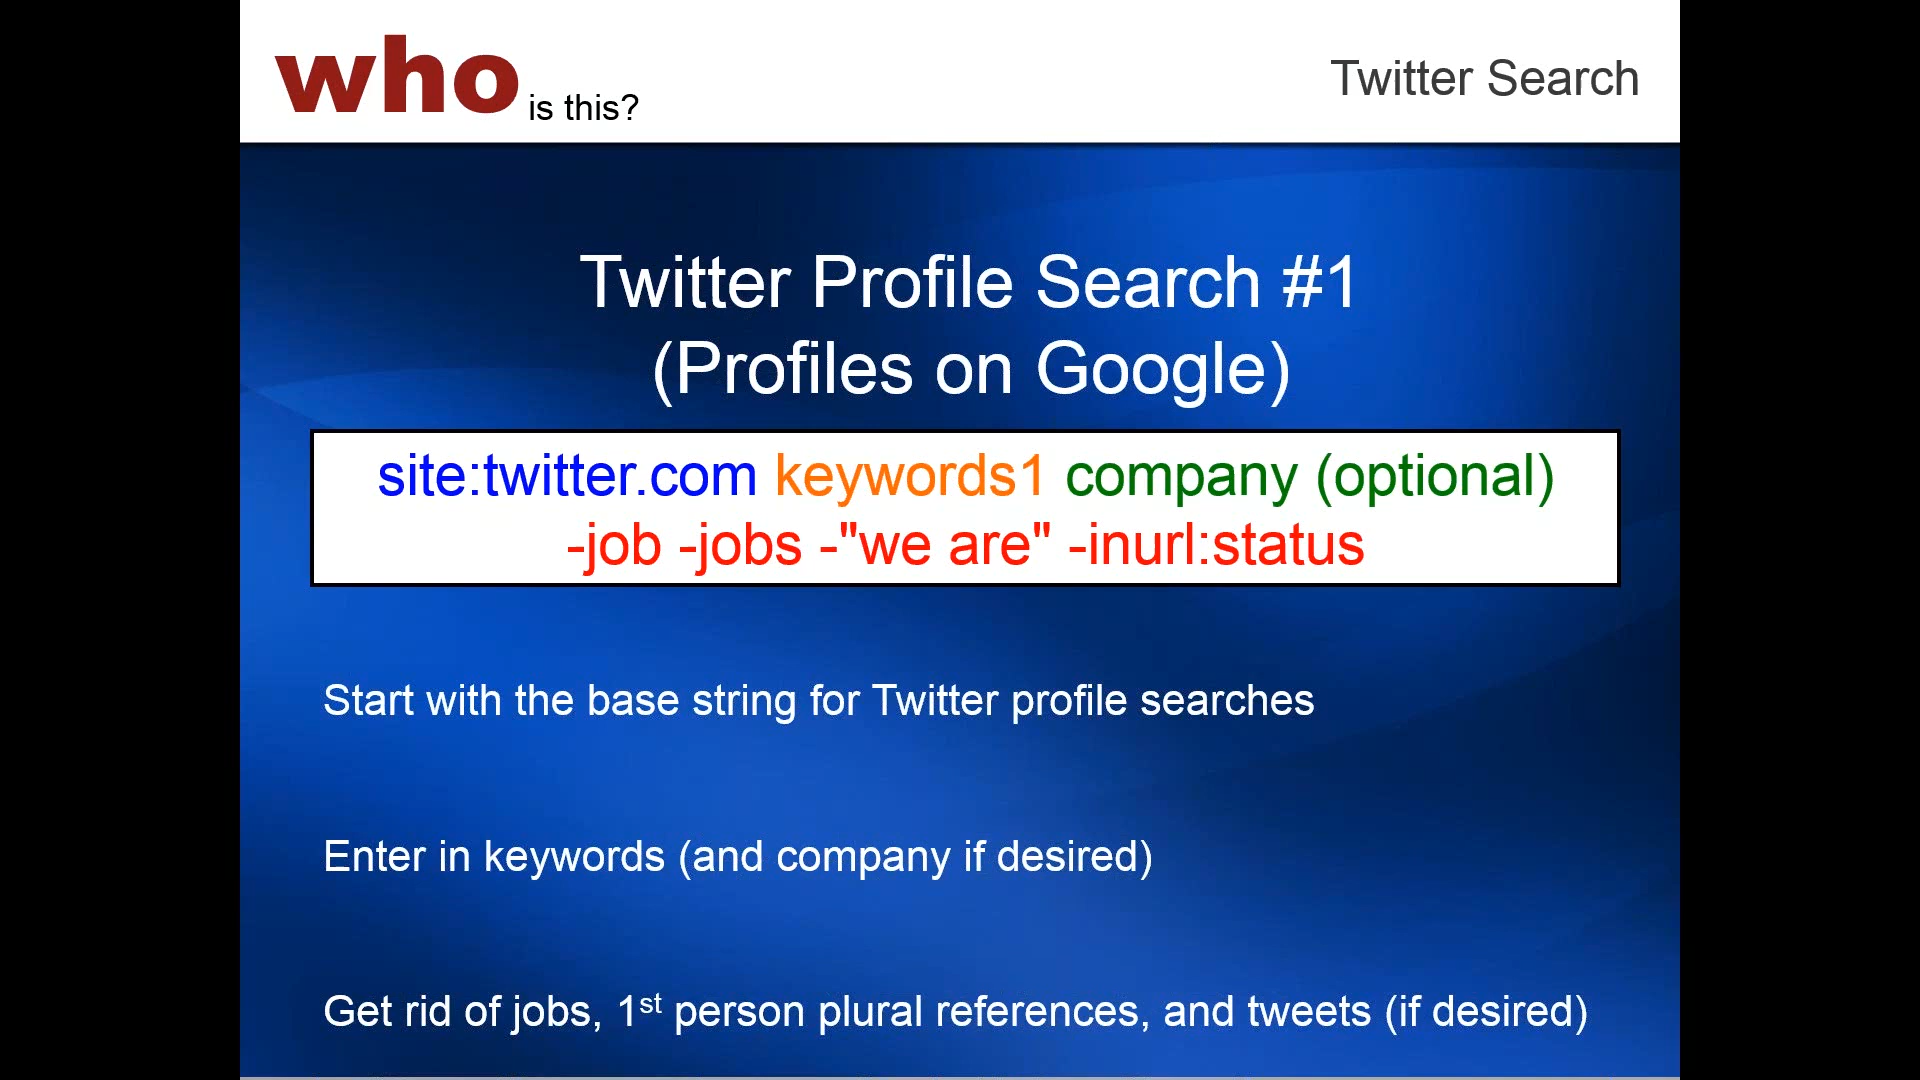 who is this?
Twitter Search
Twitter Profile Search #1
(Profiles on Google)
site:twitter.com keywords1 company (optional)
-job -jobs -"we are" -inurl:status
Start with the base string for Twitter profile searches
Enter in keywords (and company if desired)
Get rid of jobs, 1st person plural references, and tweets (if desired)